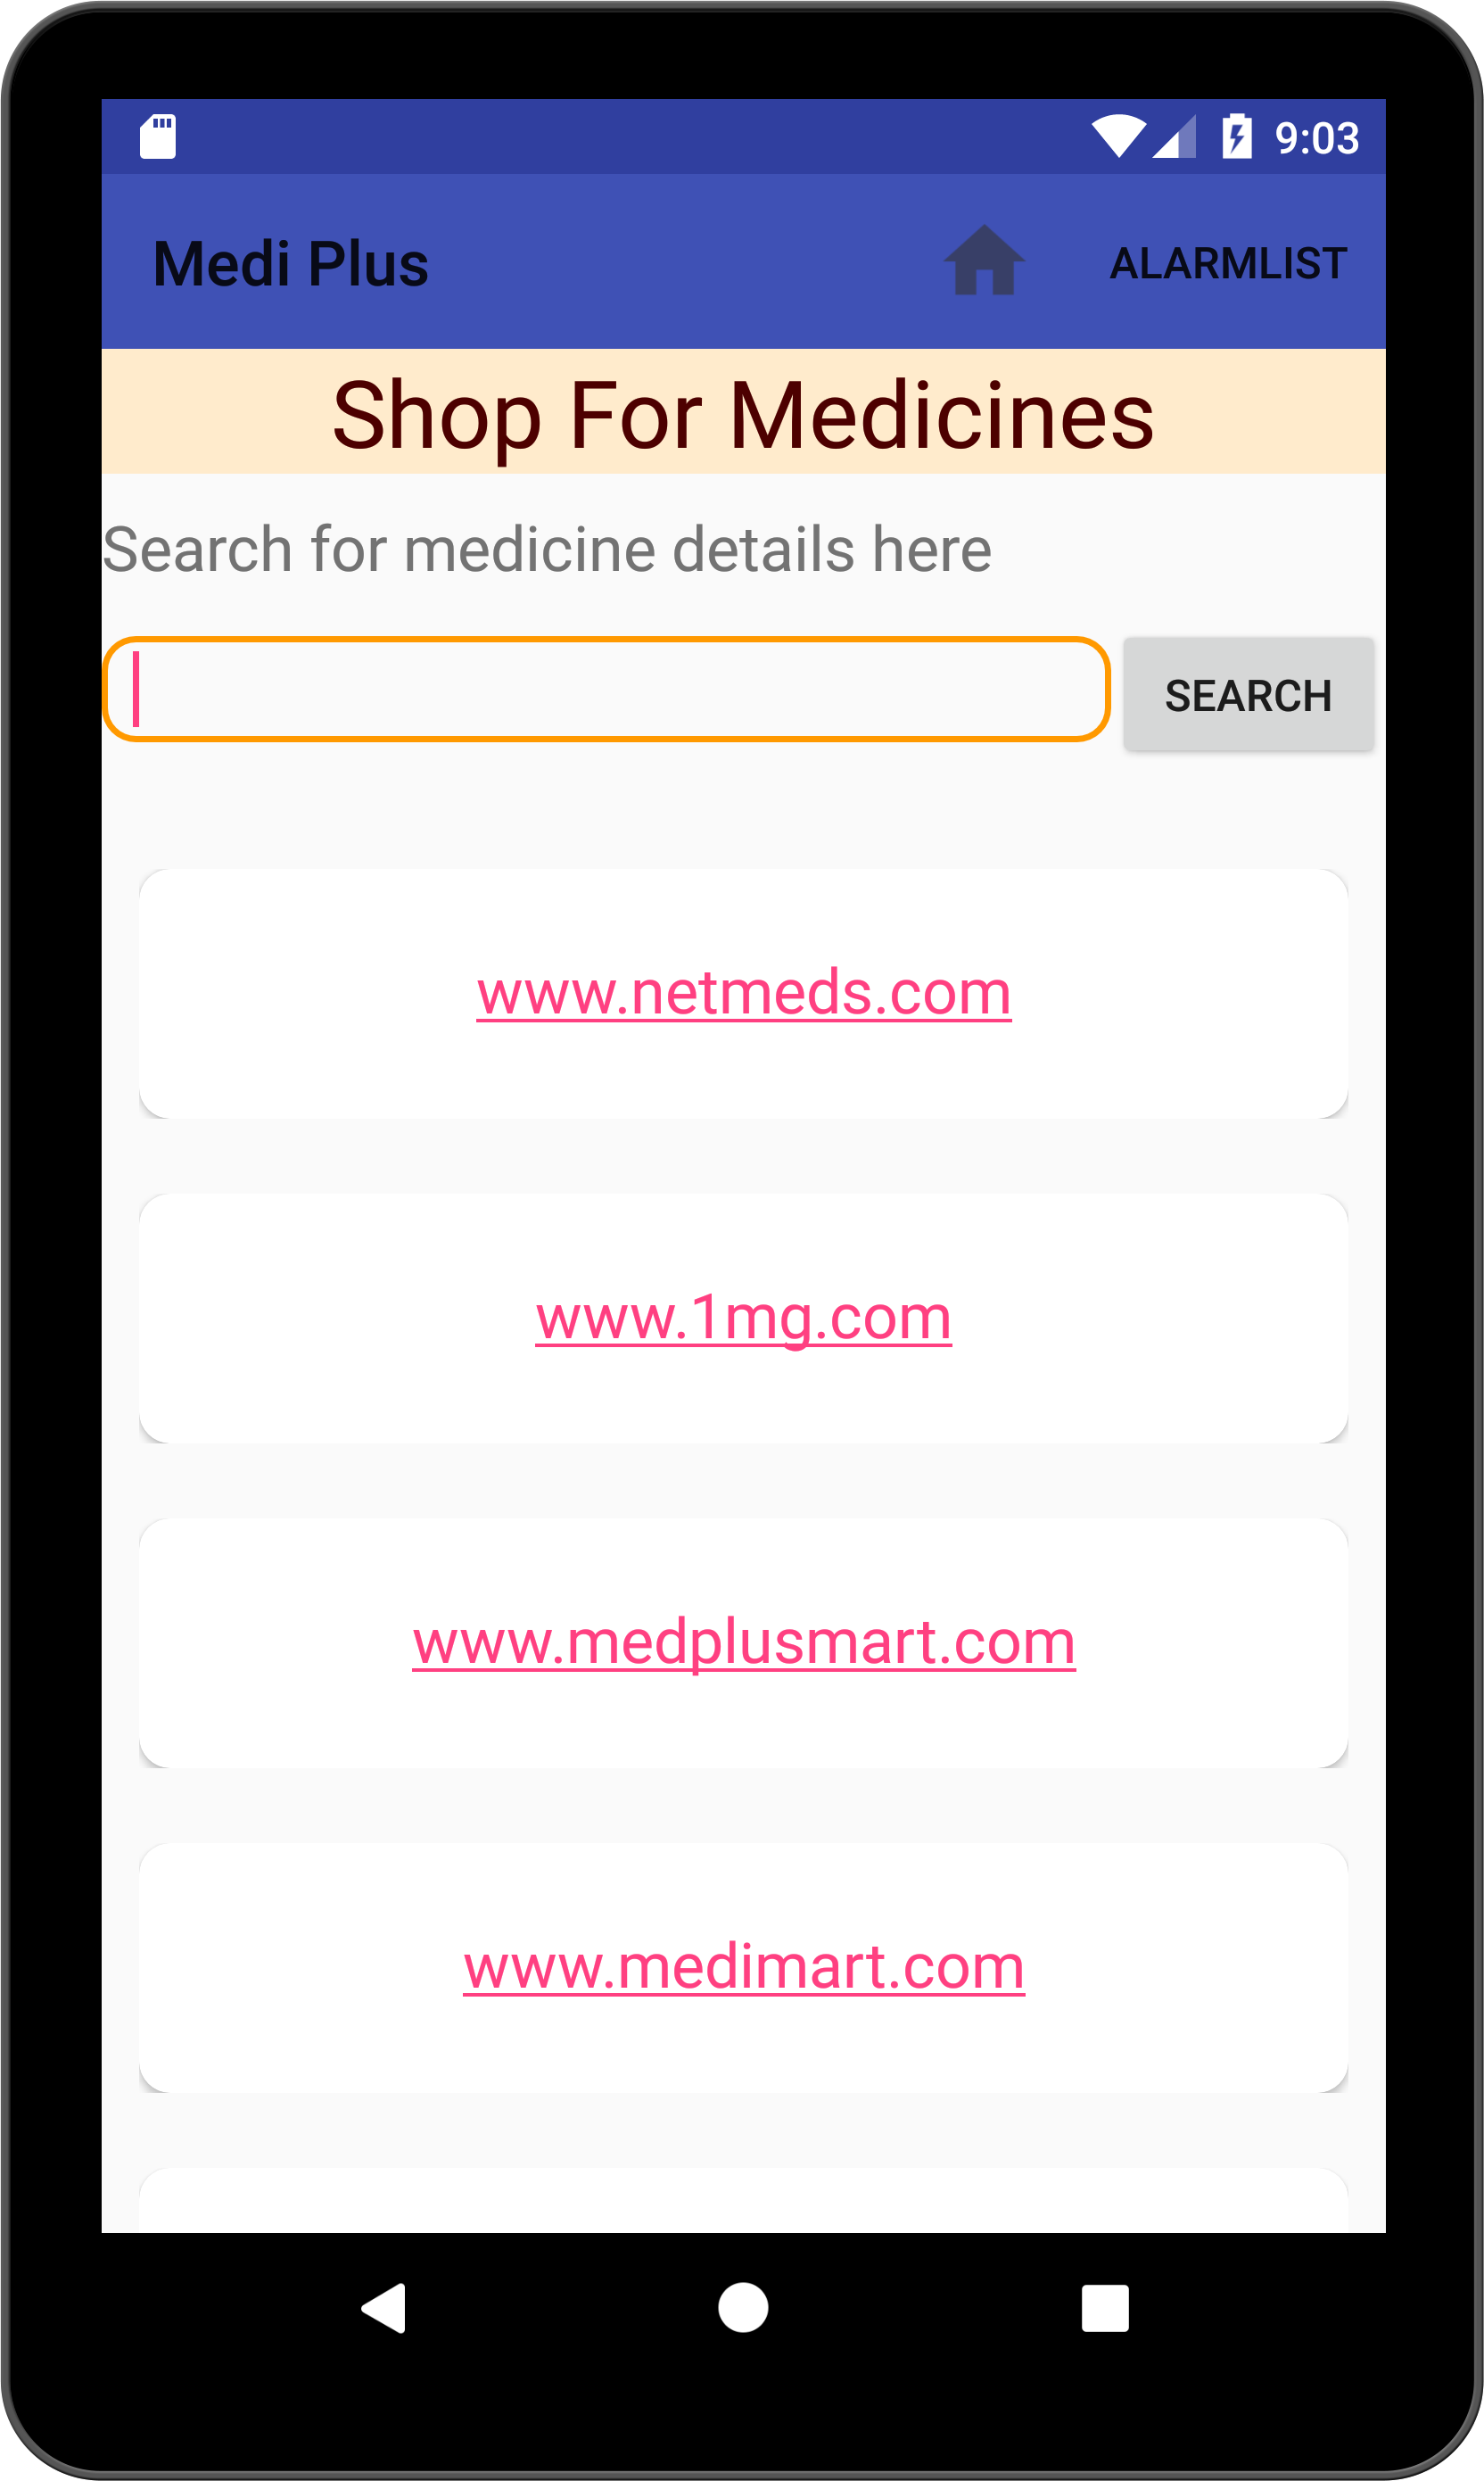 9:03
Medi Plus ALARMLIST
Shop For Medicines
Search for medicine details here
SEARCH
www.netmeds.com
www.1mg.com
www.medplusmart.com
www.medimart.com